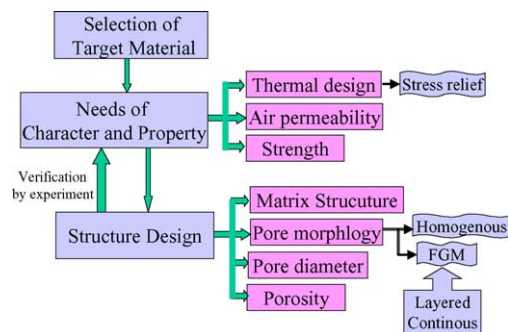 Selection of
Target Material
Needs of
Character and Property
Thermal design
Stress relief
Air permeability
Strength
Verification
by experiment
Structure Design
Matrix Strucuture
Pore morphlogy
Homogenous
FGM
Pore diameter
Porosity
Layered
Continous